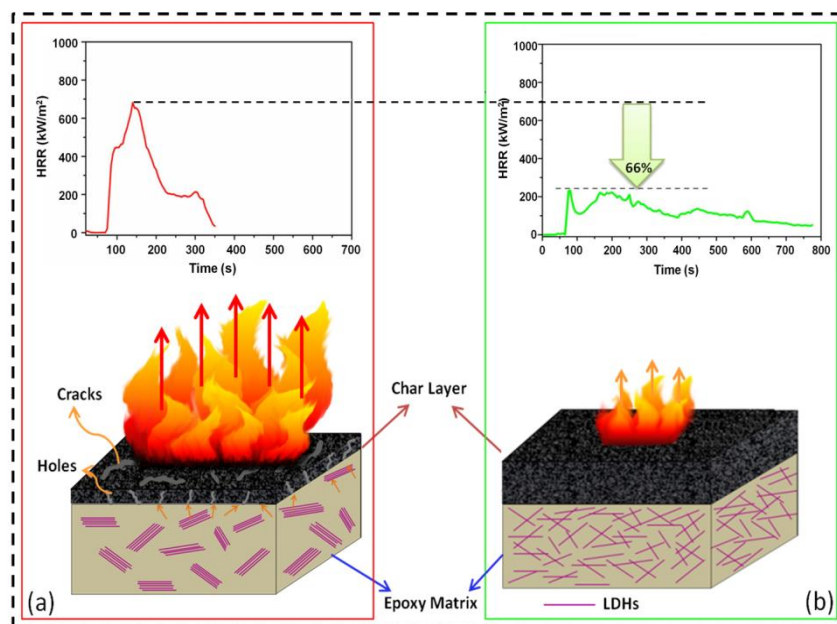 1000
800
600
400
200
0
HRR (kW/m²)
100 200 300 400 500 600 700
Time (s)
1000
800
600
400
200
0
HRR (kW/m²)
66%
0 100 200 300 400 500 600 700 800
Time (s)
Cracks
Holes
Char Layer
Epoxy Matrix
LDHs
(a)
(b)